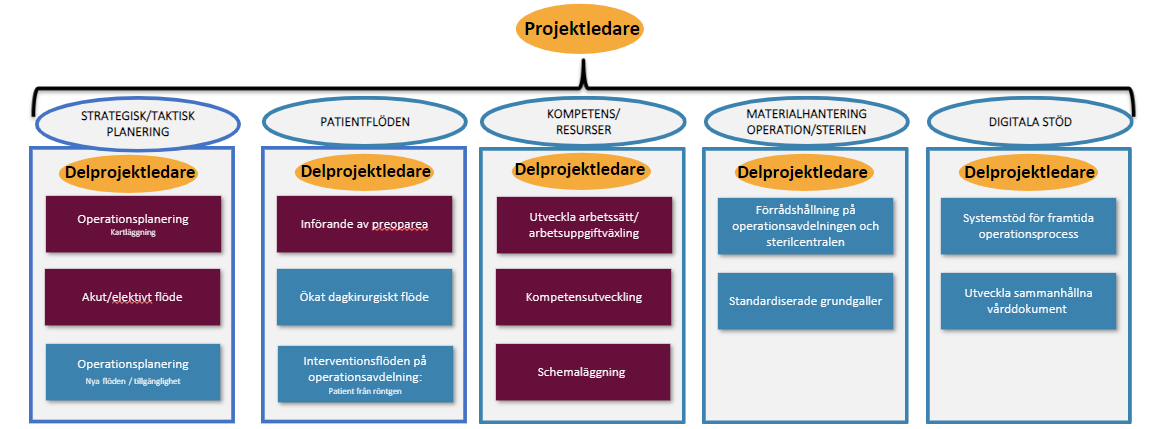 Projektledare
STRATEGISK/TAKTISK
PLANERING
Delprojektledare
Operationsplanering
Kartläggning
Akut/elektivt flöde
Operationsplanering
Nya flöden / tillgänglighet
PATIENTFLÖDEN
Delprojektledare
Införande av preoparea
Ökat dagkirurgiskt flöde
Interventionsflöden på
operationsavdelning:
Patient från röntgen
KOMPETENS/
RESURSER
Delprojektledare
Utveckla arbetssätt/
arbetsuppgiftväxling
Kompetensutveckling
Schemaläggning
MATERIALHANTERING
OPERATION/STERILEN
Delprojektledare
Förrådshållning på
operationsavdelningen och
sterilcentralen
Standardiserade grundgaller
DIGITALA STÖD
Delprojektledare
Systemstöd för framtida
operationsprocess
Utveckla sammanhållna
vårddokument